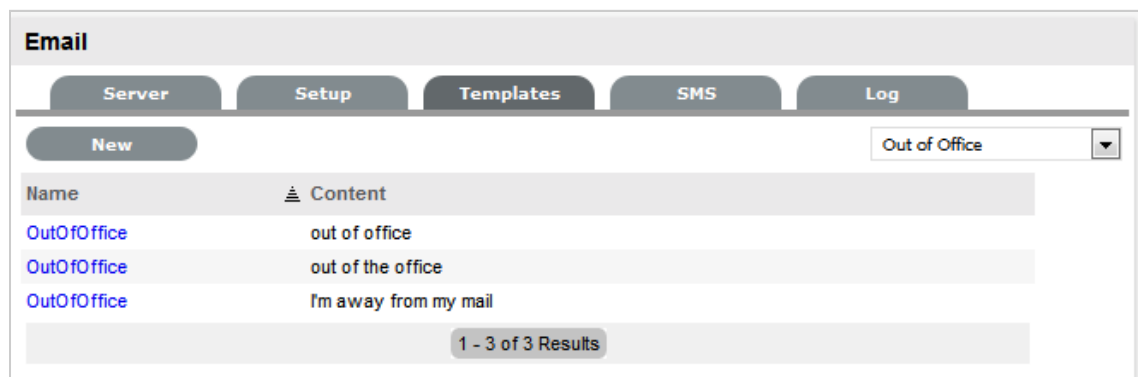 Email
Server Setup Templates SMS Log
New Out of Office
Name Content
OutOfOffice out of office
OutOfOffice out of the office
OutOfOffice I'm away from my mail
1 - 3 of 3 Results